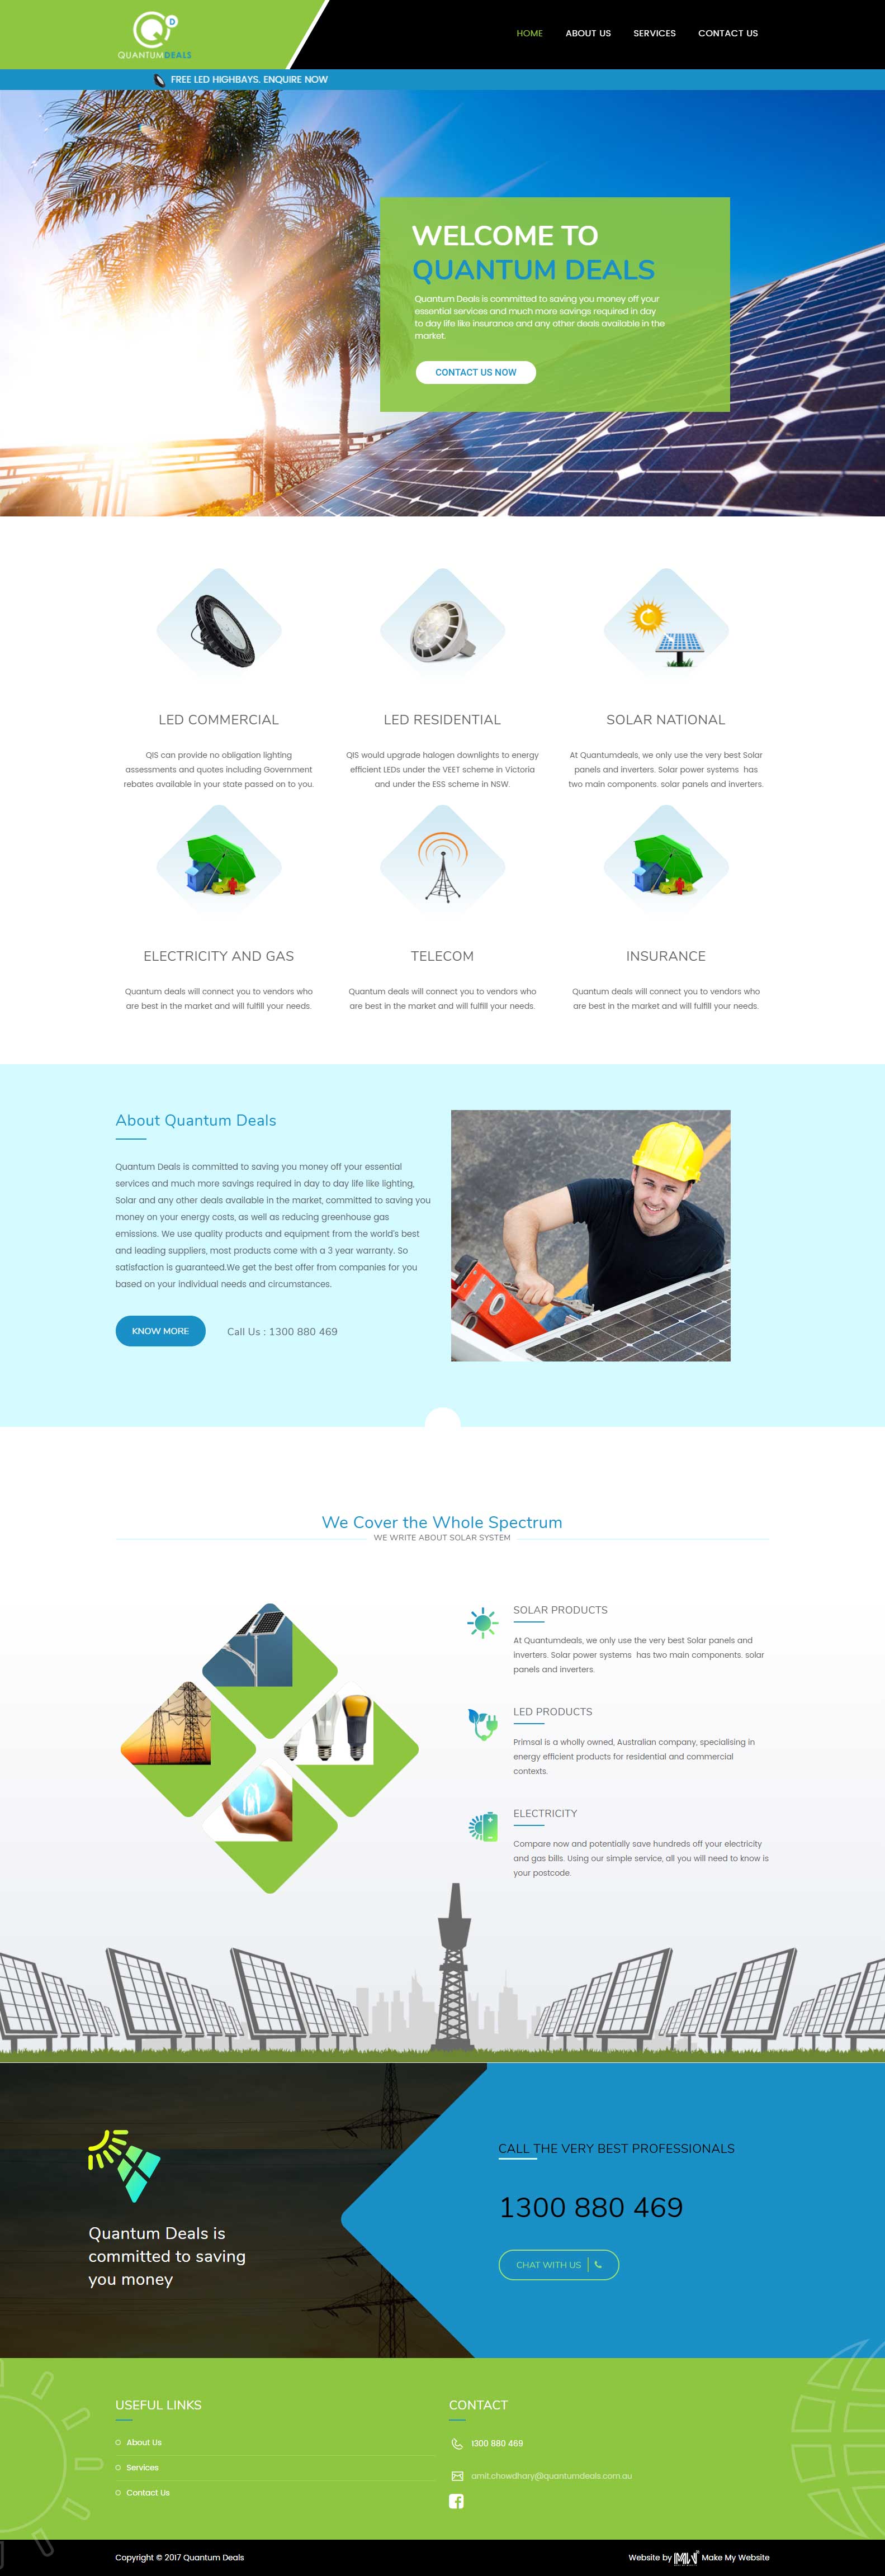 QD
QUANTUMDEALS
HOME ABOUT US SERVICES CONTACT US
FREE LED HIGHBAYS. ENQUIRE NOW
WELCOME TO
QUANTUM DEALS
Quantum Deals is committed to saving you money off your
essential services and much more savings required in day
to day life like insurance and any other deals available in the
market.
CONTACT US NOW
LED COMMERCIAL
QIS can provide no obligation lighting
assessments and quotes including Government
rebates available in your state passed on to you.
LED RESIDENTIAL
QIS would upgrade halogen downlights to energy
efficient LEDs under the VEET scheme in Victoria
and under the ESS scheme in NSW.
SOLAR NATIONAL
At Quantumdeals, we only use the very best Solar
panels and inverters. Solar power systems has
two main components. solar panels and inverters.
ELECTRICITY AND GAS
Quantum deals will connect you to vendors who
are best in the market and will fulfill your needs.
TELECOM
Quantum deals will connect you to vendors who
are best in the market and will fulfill your needs.
INSURANCE
Quantum deals will connect you to vendors who
are best in the market and will fulfill your needs.
About Quantum Deals
Quantum Deals is committed to saving you money off your essential
services and much more savings required in day to day life like lighting,
Solar and any other deals available in the market, committed to saving you
money on your energy costs, as well as reducing greenhouse gas
emissions. We use quality products and equipment from the world's best
and leading suppliers, most products come with a 3 year warranty. So
satisfaction is guaranteed.We get the best offer from companies for you
based on your individual needs and circumstances.
KNOW MORE
Call Us : 1300 880 469
We Cover the Whole Spectrum
WE WRITE ABOUT SOLAR SYSTEM
SOLAR PRODUCTS
At Quantumdeals, we only use the very best Solar panels and
inverters. Solar power systems has two main components. solar
panels and inverters.
LED PRODUCTS
Primsal is a wholly owned, Australian company, specialising in
energy efficient products for residential and commercial
contexts.
ELECTRICITY
Compare now and potentially save hundreds off your electricity
and gas bills. Using our simple service, all you will need to know is
your postcode.
Quantum Deals is
committed to saving
you money
CALL THE VERY BEST PROFESSIONALS
1300 880 469
CHAT WITH US
USEFUL LINKS
About Us
Services
Contact Us
CONTACT
1300 880 469
amit.chowdhary@quantumdeals.com.au
Copyright © 2017 Quantum Deals
Website by MMW Make My Website